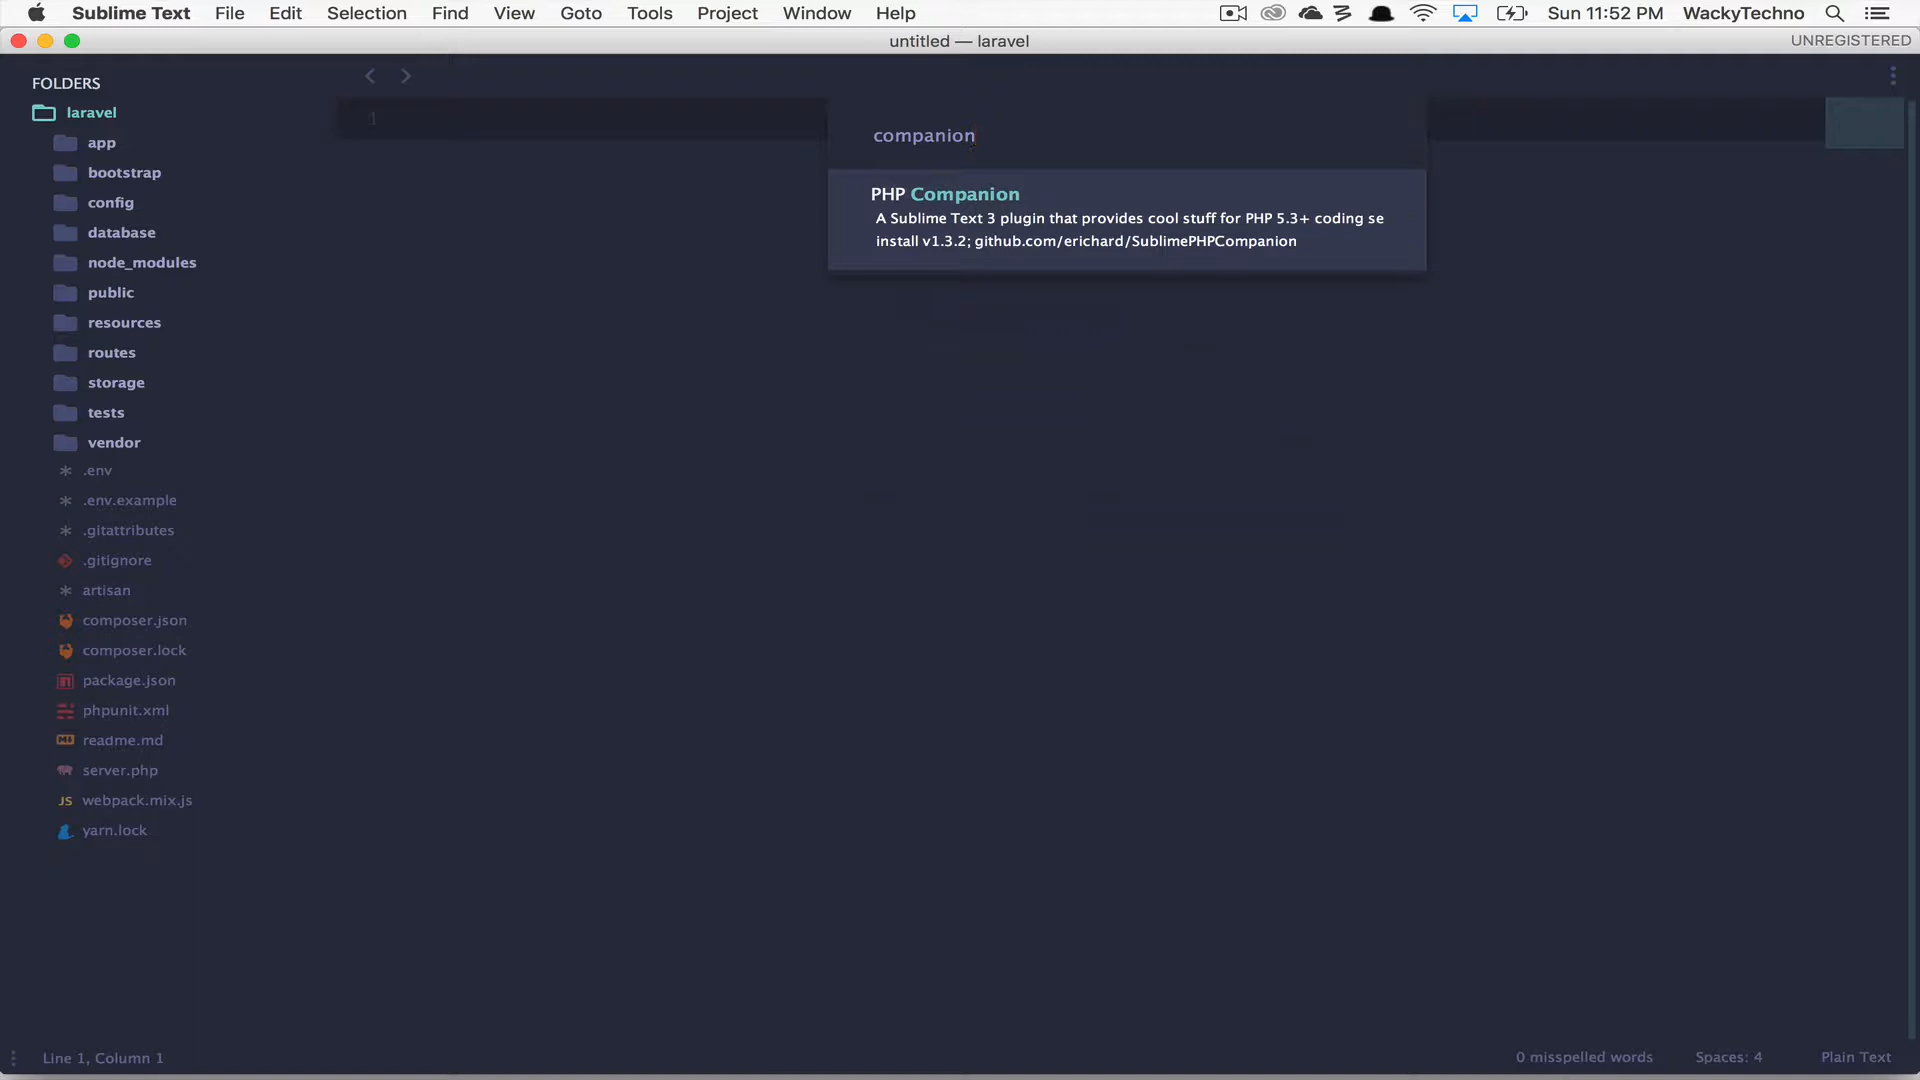 Sublime Text File Edit Selection Find View Goto Tools Project Window Help Sun 11:52 PM WackyTechno
untitled — laravel UNREGISTERED
FOLDERS
laravel
app
bootstrap
config
database
node_modules
public
resources
routes
storage
tests
vendor
.env
.env.example
.gitattributes
.gitignore
artisan
composer.json
composer.lock
package.json
phpunit.xml
readme.md
server.php
JS webpack.mix.js
yarn.lock
1
companion
PHP Companion
A Sublime Text 3 plugin that provides cool stuff for PHP 5.3+ coding se
install v1.3.2; github.com/erichard/SublimePHPCompanion
Line 1, Column 1 0 misspelled words Spaces: 4 Plain Text